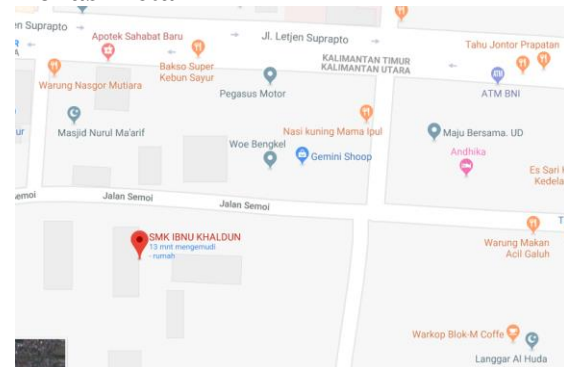 en Suprapto
Apotek Sahabat Baru
Jl. Letjen Suprapto
Tahu Jontor Prapatan
KALIMANTAN TIMUR
KALIMANTAN UTARA
Bakso Super
Kebun Sayur
Warung Nasgor Mutiara
Pegasus Motor
ATM
ATM BNI
Masjid Nurul Ma'arif
ur
Nasi kuning Mama Ipul
Maju Bersama. UD
Woe Bengkel
Gemini Shoop
Andhika
Es Sari
Kedela
emoi
Jalan Semoi
Jalan Semoi
SMK IBNU KHALDUN
13 mnt mengemudi
- rumah
T
Warung Makan
Acil Galuh
Warkop Blok-M Coffe
Langgar Al Huda